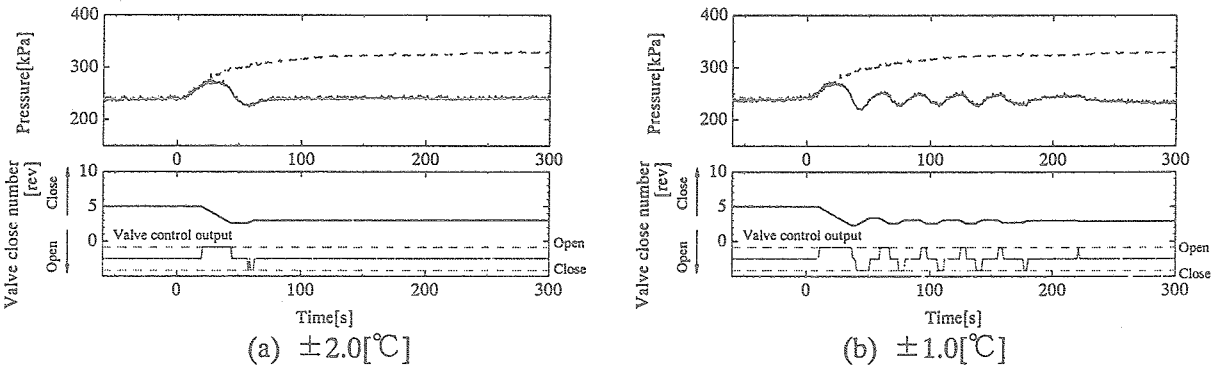 400
300
200
Pressure[kPa]
0
100
200
300
10
5
0
Valve close number
[rev]
Close
Open
Valve control output
Open
Close
0
100
200
300
Time[s]
(a) ±2.0[℃]
400
300
200
Pressure[kPa]
0
100
200
300
10
5
0
Valve close number
[rev]
Close
Open
Valve control output
Open
Close
0
100
200
300
Time[s]
(b) ±1.0[℃]